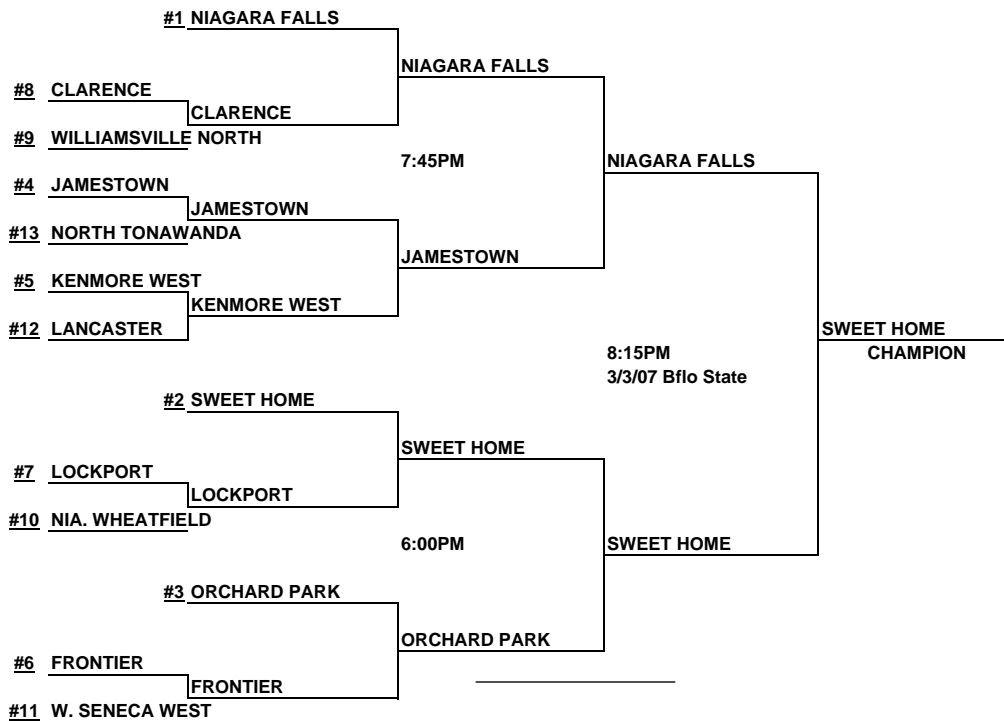 #1 NIAGARA FALLS
NIAGARA FALLS
#8 CLARENCE
CLARENCE
#9 WILLIAMSVILLE NORTH
7:45PM
NIAGARA FALLS
#4 JAMESTOWN
JAMESTOWN
#13 NORTH TONAWANDA
JAMESTOWN
#5 KENMORE WEST
KENMORE WEST
#12 LANCASTER
SWEET HOME
CHAMPION
8:15PM
3/3/07 Bflo State
#2 SWEET HOME
SWEET HOME
#7 LOCKPORT
LOCKPORT
#10 NIA. WHEATFIELD
6:00PM
SWEET HOME
#3 ORCHARD PARK
ORCHARD PARK
#6 FRONTIER
FRONTIER
#11 W. SENECA WEST